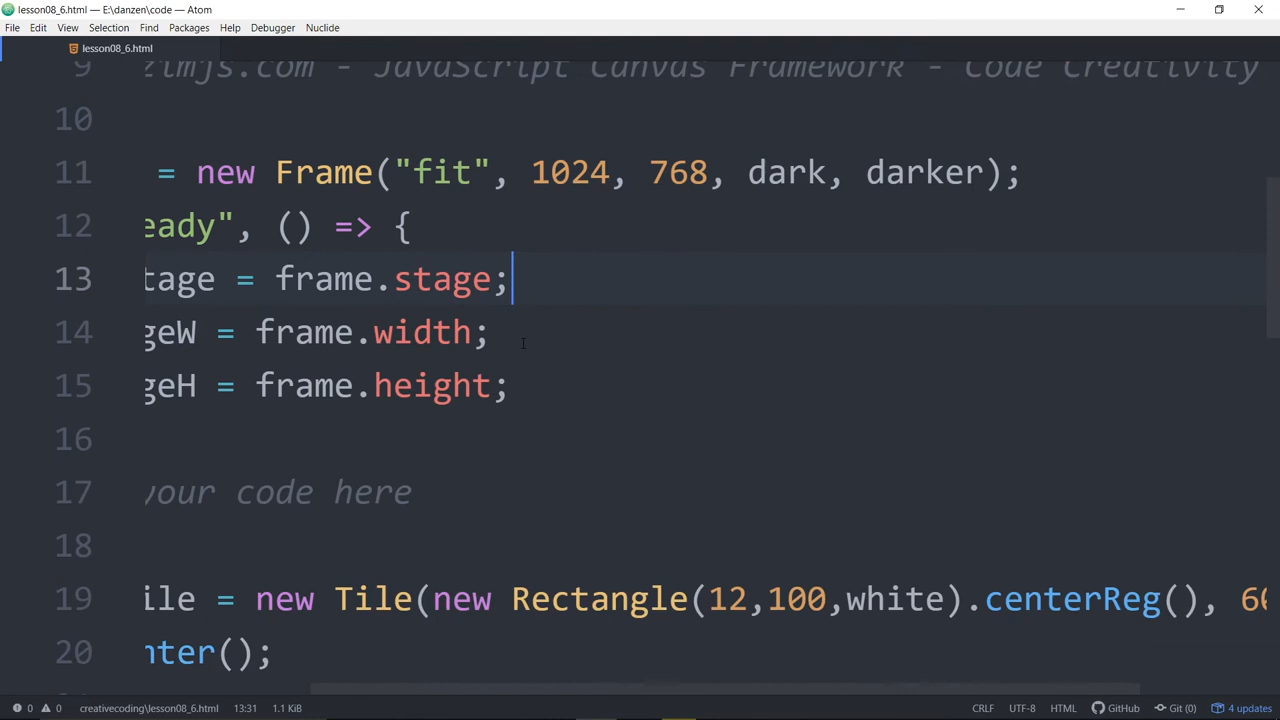 lesson08_6.html — E:\danzen\code — Atom
File Edit View Selection Find Packages Help Debugger Nuclide
lesson08_6.html
9 zimjs.com - JavaScript Canvas Framework - Code Creativity
10
11 = new Frame("fit", 1024, 768, dark, darker);
12 eady", () => {
13 tage = frame.stage;
14 geW = frame.width;
15 geH = frame.height;
16
17 your code here
18
19 ile = new Tile(new Rectangle(12,100,white).centerReg(), 60
20 nter();
0 0 creativecoding\lesson08_6.html 13:31 1.1 KiB CRLF UTF-8 HTML GitHub Git (0) 4 updates